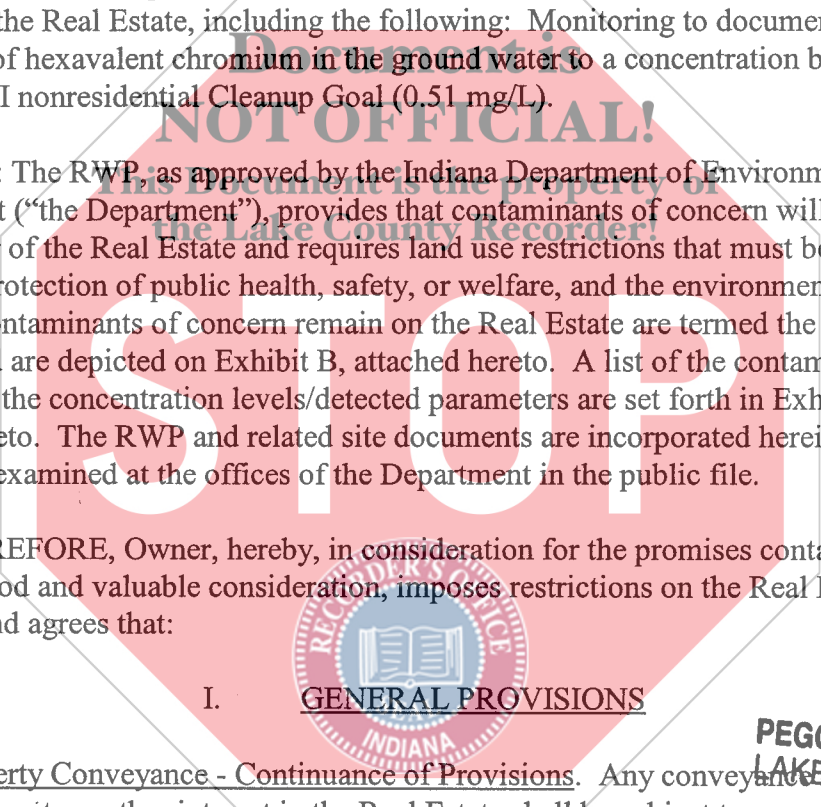 the Real Estate, including the following: Monitoring to documen
Document is
of hexavalent chromium in the ground water to a concentration b
I nonresidential Cleanup Goal (0.51 mg/L).
NOT OFFICIAL!
: The RWP, as approved by the Indiana Department of Environm
This Document is the property of
t (“the Department”), provides that contaminants of concern will
the Lake County Recorder!
of the Real Estate and requires land use restrictions that must be
rotection of public health, safety, or welfare, and the environmen
ontaminants of concern remain on the Real Estate are termed the
are depicted on Exhibit B, attached hereto. A list of the contam
the concentration levels/detected parameters are set forth in Exh
eto. The RWP and related site documents are incorporated herei
examined at the offices of the Department in the public file.
STOP
REFORE, Owner, hereby, in consideration for the promises conta
od and valuable consideration, imposes restrictions on the Real
nd agrees that:
RECORDER'S OFFICE
SEAL
INDIANA
I. GENERAL PROVISIONS
PEGG
LAKE
erty Conveyance - Continuance of Provisions. Any conveyance